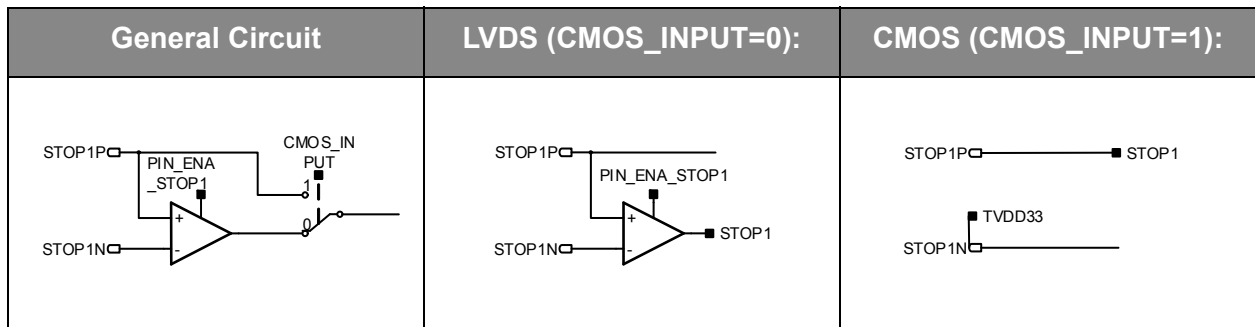 General Circuit
LVDS (CMOS_INPUT=0):
CMOS (CMOS_INPUT=1):
STOP1P
PIN_ENA
_STOP1
CMOS_IN
PUT
1
0
+
-
STOP1N
STOP1P
PIN_ENA_STOP1
+
-
STOP1
STOP1N
STOP1P
STOP1
TVDD33
STOP1N